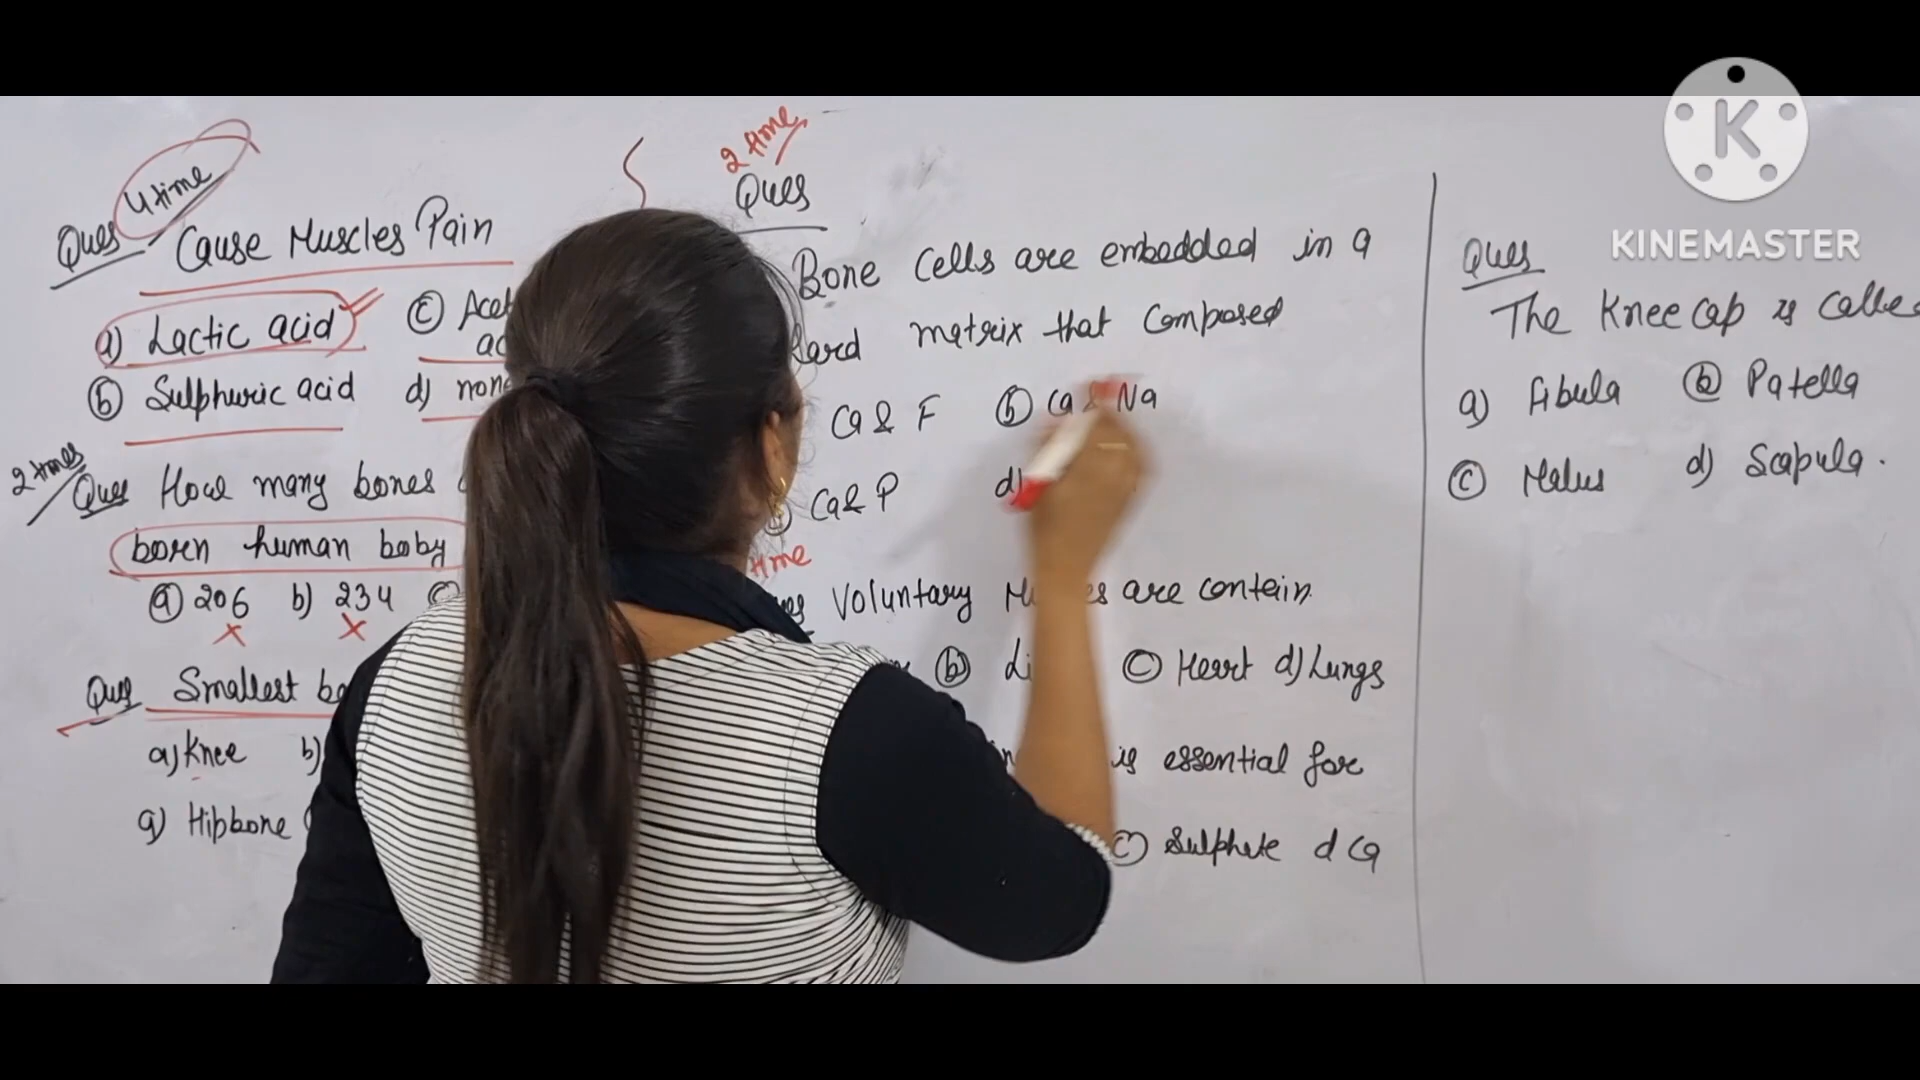 4 time
Ques Cause Muscles Pain
a) Lactic acid c) Acet
ac
b) Sulphuric acid d) none
2 times
Ques How many bones
born human baby
a) 206 b) 234 c
Ques Smallest bo
a) Knee b)
a) Hipbone
2 time
Ques
Bone Cells are embedded in a
Hard matrix that Composed
Ca & F b) Ca & Na
Ca & P d)
time
Voluntary are contain
b) Li c) Heart d) Lungs
is essential for
c) Sulphate d Ca
Ques
The Knee cap is calle
a) Fibula b) Patella
c) Malus d) Scapula.
K
KINEMASTER